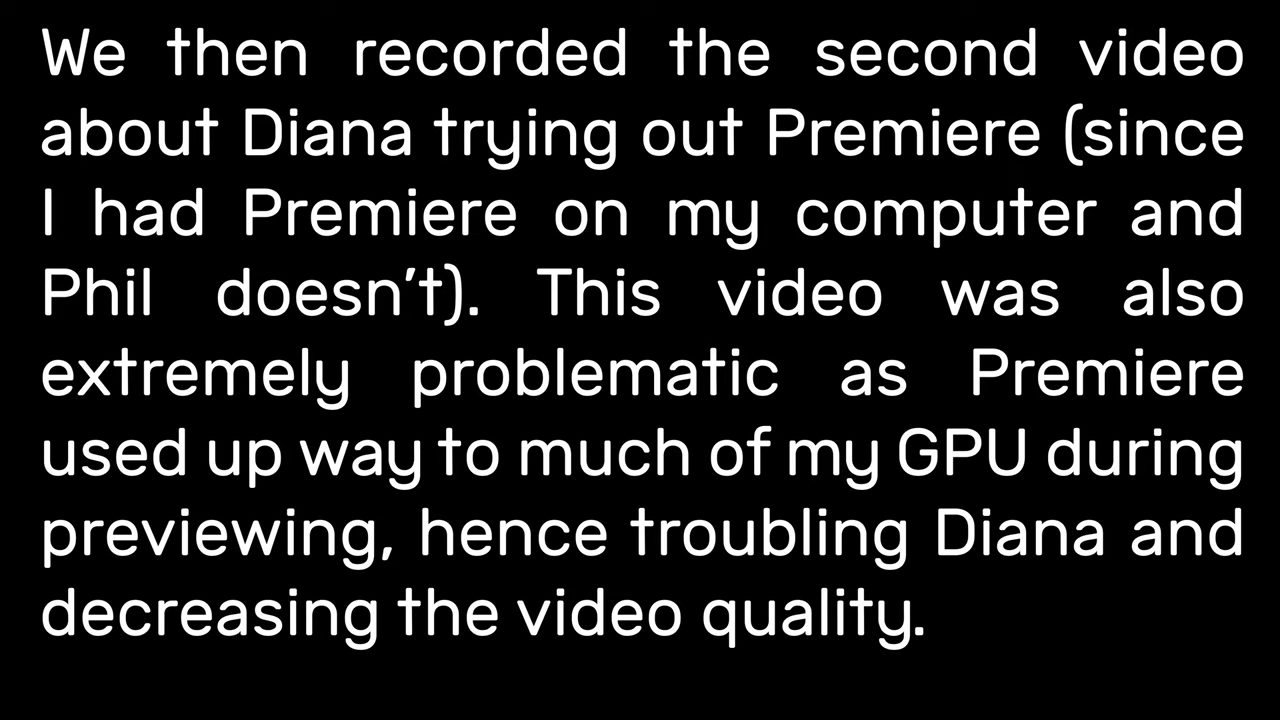 We then recorded the second video
about Diana trying out Premiere (since
I had Premiere on my computer and
Phil doesn’t). This video was also
extremely problematic as Premiere
used up way to much of my GPU during
previewing, hence troubling Diana and
decreasing the video quality.